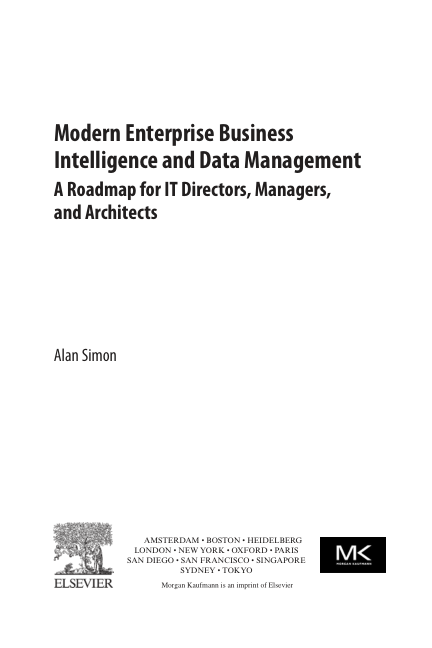 Modern Enterprise Business
Intelligence and Data Management
A Roadmap for IT Directors, Managers,
and Architects
Alan Simon
AMSTERDAM • BOSTON • HEIDELBERG
LONDON • NEW YORK • OXFORD • PARIS
SAN DIEGO • SAN FRANCISCO • SINGAPORE
SYDNEY • TOKYO
Morgan Kaufmann is an imprint of Elsevier
ELSEVIER
MK
MORGAN KAUFMANN